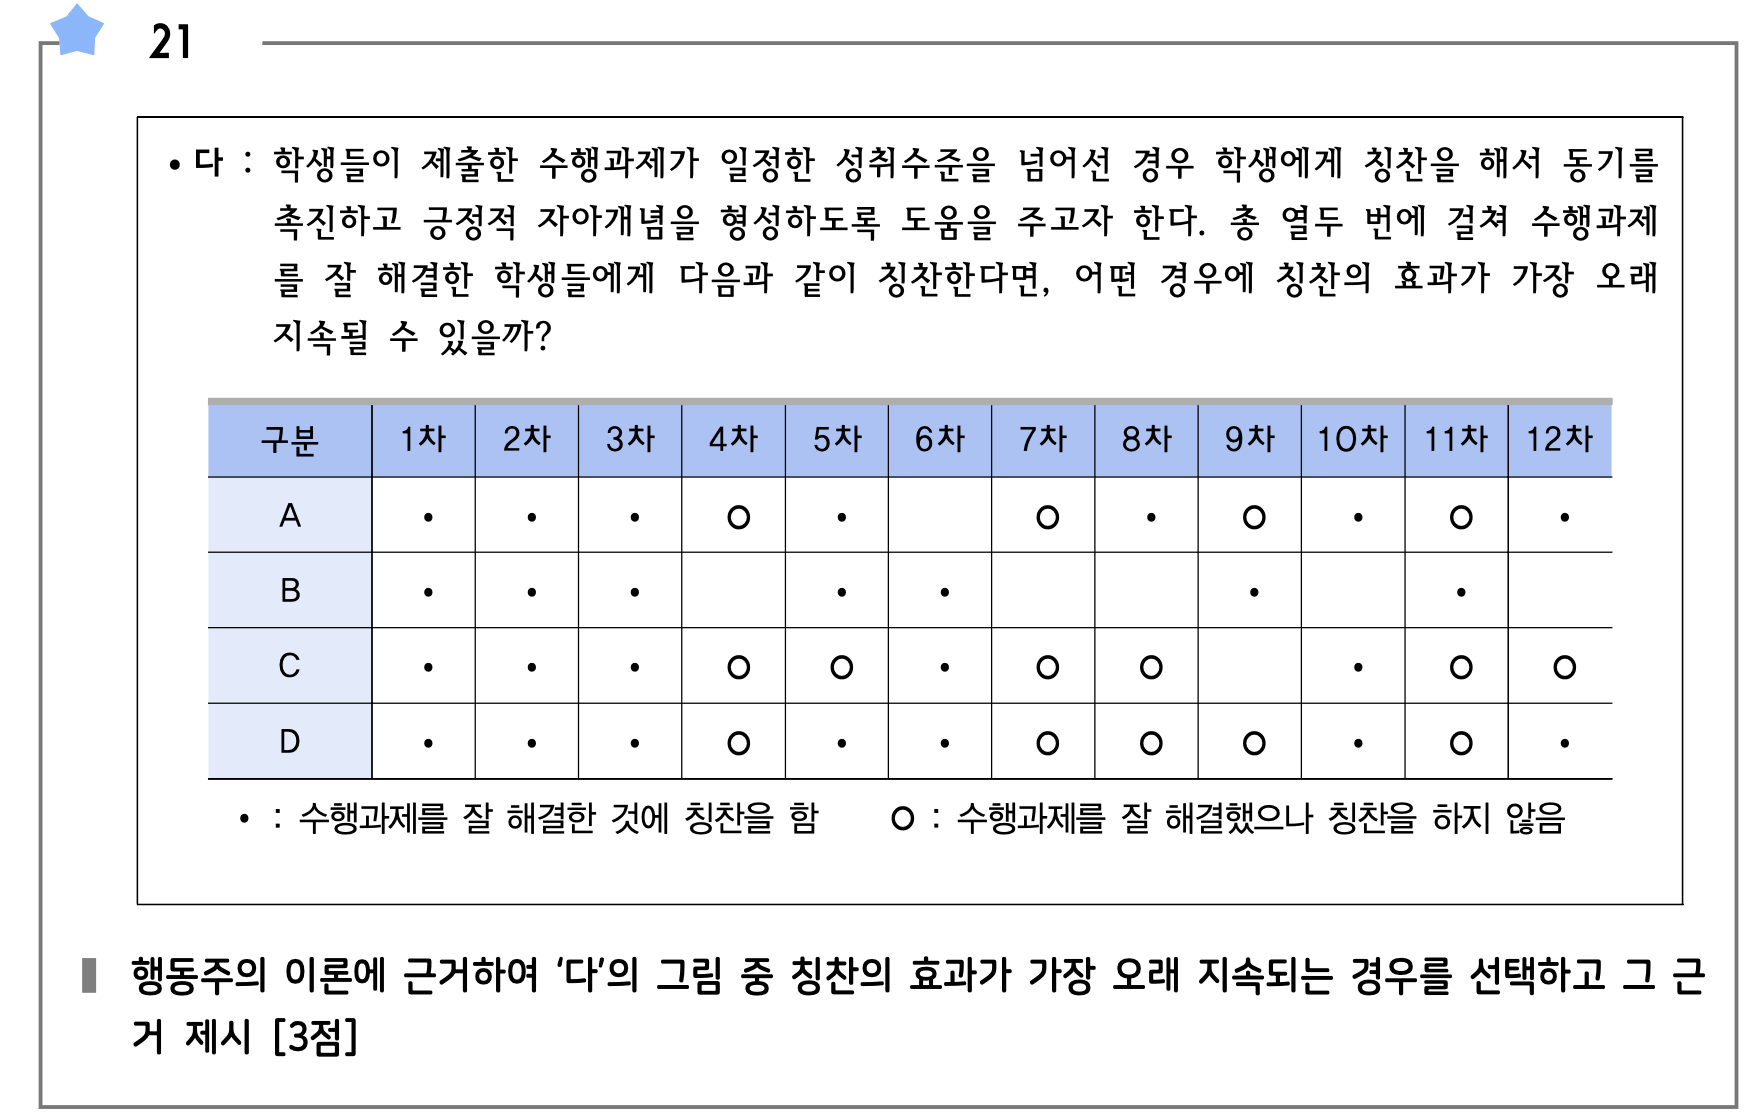 21
• 다 : 학생들이 제출한 수행과제가 일정한 성취수준을 넘어선 경우 학생에게 칭찬을 해서 동기를
촉진하고 긍정적 자아개념을 형성하도록 도움을 주고자 한다. 총 열두 번에 걸쳐 수행과제
를 잘 해결한 학생들에게 다음과 같이 칭찬한다면, 어떤 경우에 칭찬의 효과가 가장 오래
지속될 수 있을까?
구분 1차 2차 3차 4차 5차 6차 7차 8차 9차 10차 11차 12차
A • • • ○ • ○ • ○ • ○ •
B • • • • • • •
C • • • ○ ○ • ○ ○ • ○ ○
D • • • ○ • • ○ ○ ○ • ○ •
• : 수행과제를 잘 해결한 것에 칭찬을 함 ○ : 수행과제를 잘 해결했으나 칭찬을 하지 않음
행동주의 이론에 근거하여 ‘다’의 그림 중 칭찬의 효과가 가장 오래 지속되는 경우를 선택하고 그 근
거 제시 [3점]